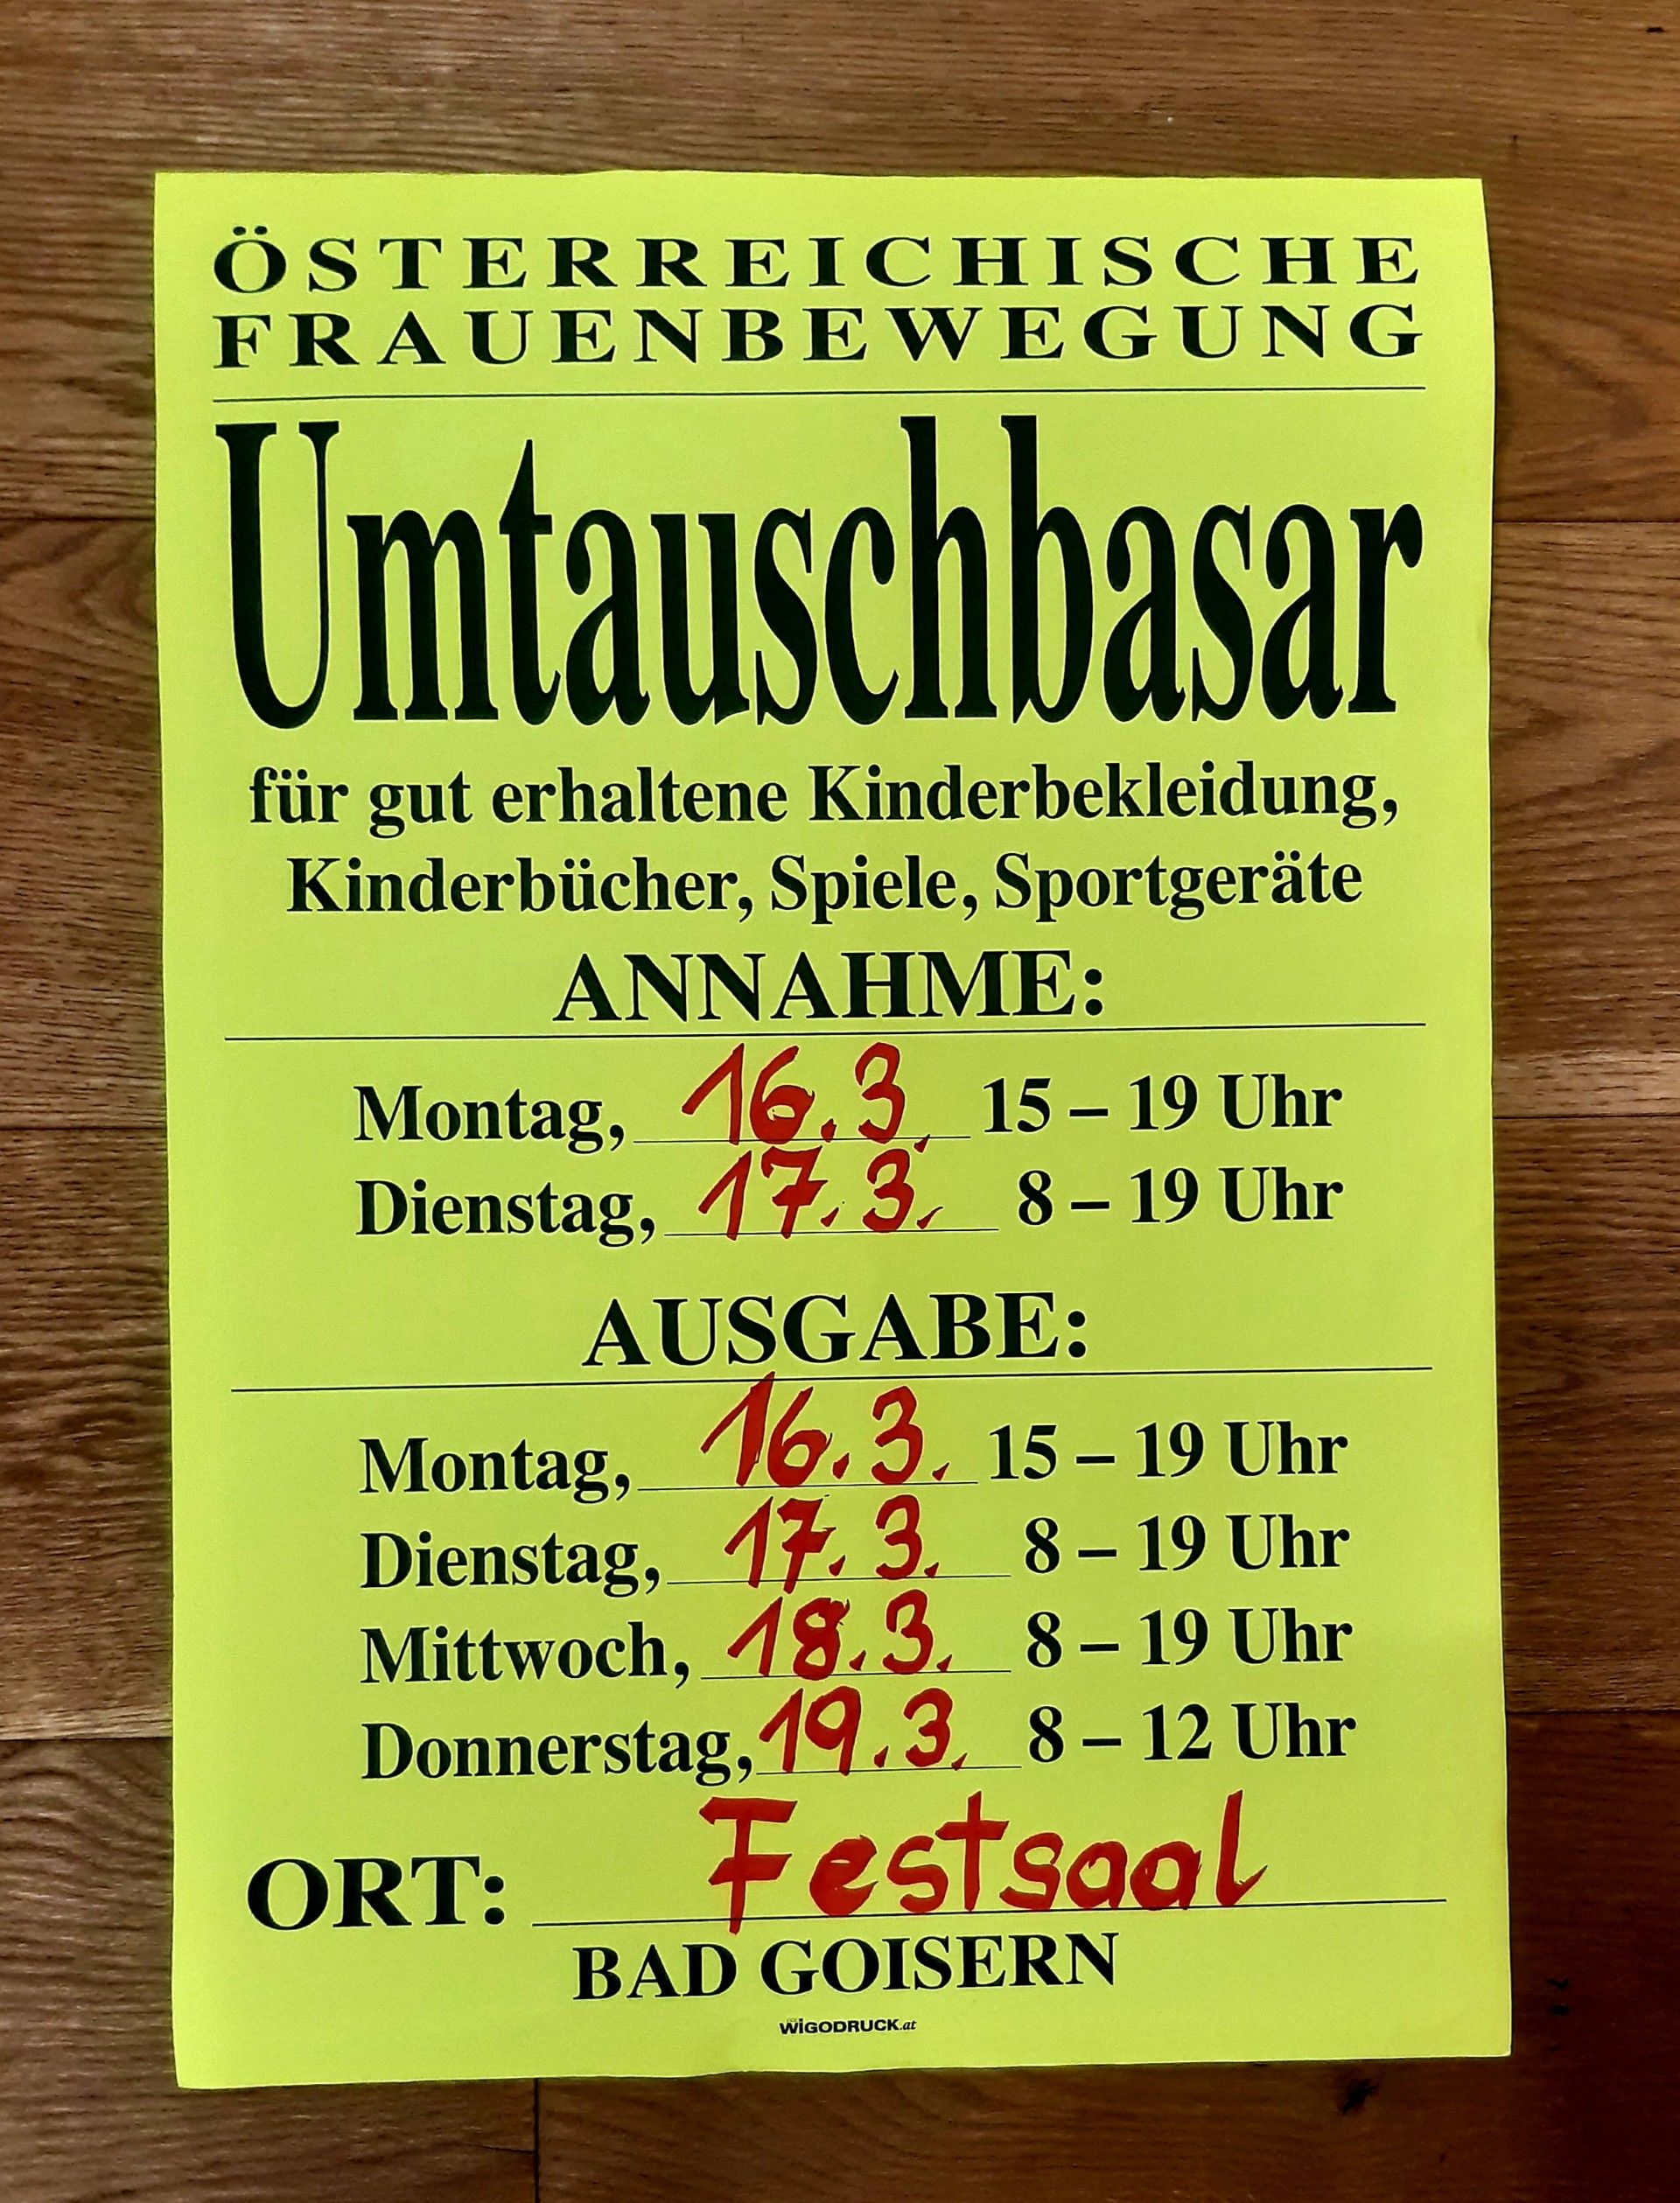 ÖSTERREICHISCHE
FRAUENBEWEGUNG
Umtauschbasar
für gut erhaltene Kinderbekleidung,
Kinderbücher, Spiele, Sportgeräte
ANNAHME:
Montag, 16.3. 15 – 19 Uhr
Dienstag, 17.3. 8 – 19 Uhr
AUSGABE:
Montag, 16.3. 15 – 19 Uhr
Dienstag, 17.3. 8 – 19 Uhr
Mittwoch, 18.3. 8 – 19 Uhr
Donnerstag, 19.3. 8 – 12 Uhr
ORT: Festsaal
BAD GOISERN
WIGODRUCK.at